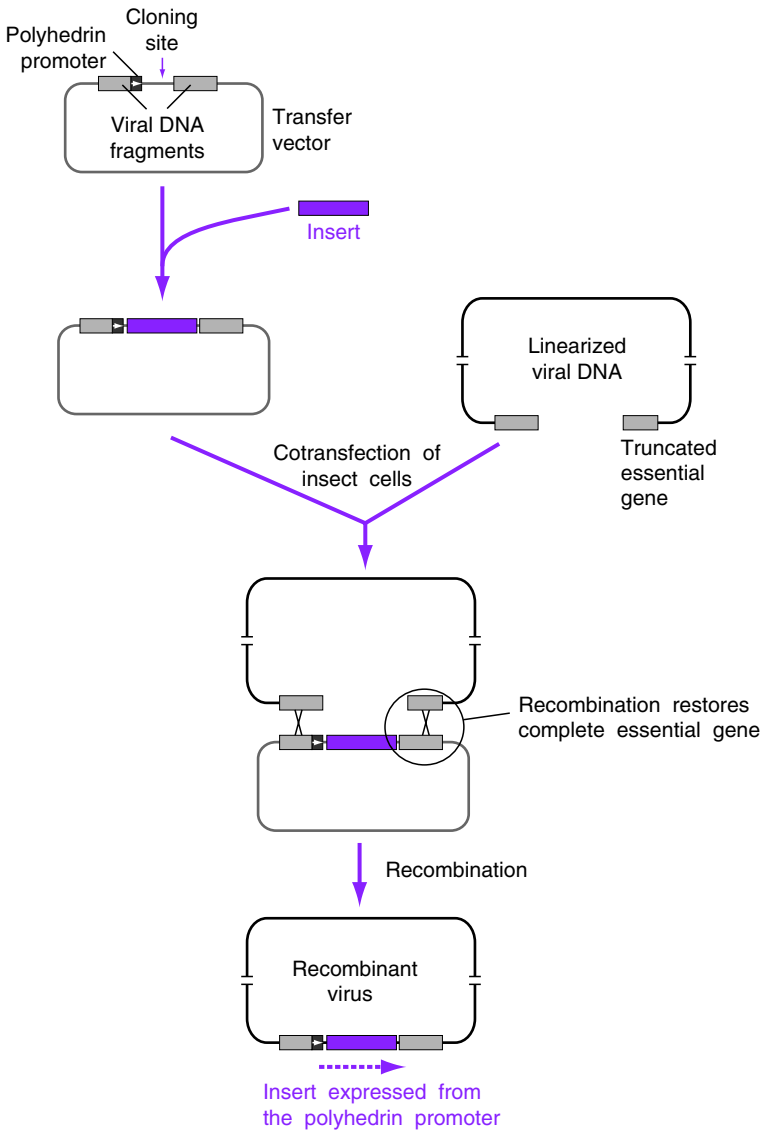 Cloning
site
Polyhedrin
promoter
Viral DNA
fragments
Transfer
vector
Insert
Linearized
viral DNA
Truncated
essential
gene
Cotransfection of
insect cells
Recombination restores
complete essential gene
Recombination
Recombinant
virus
Insert expressed from
the polyhedrin promoter